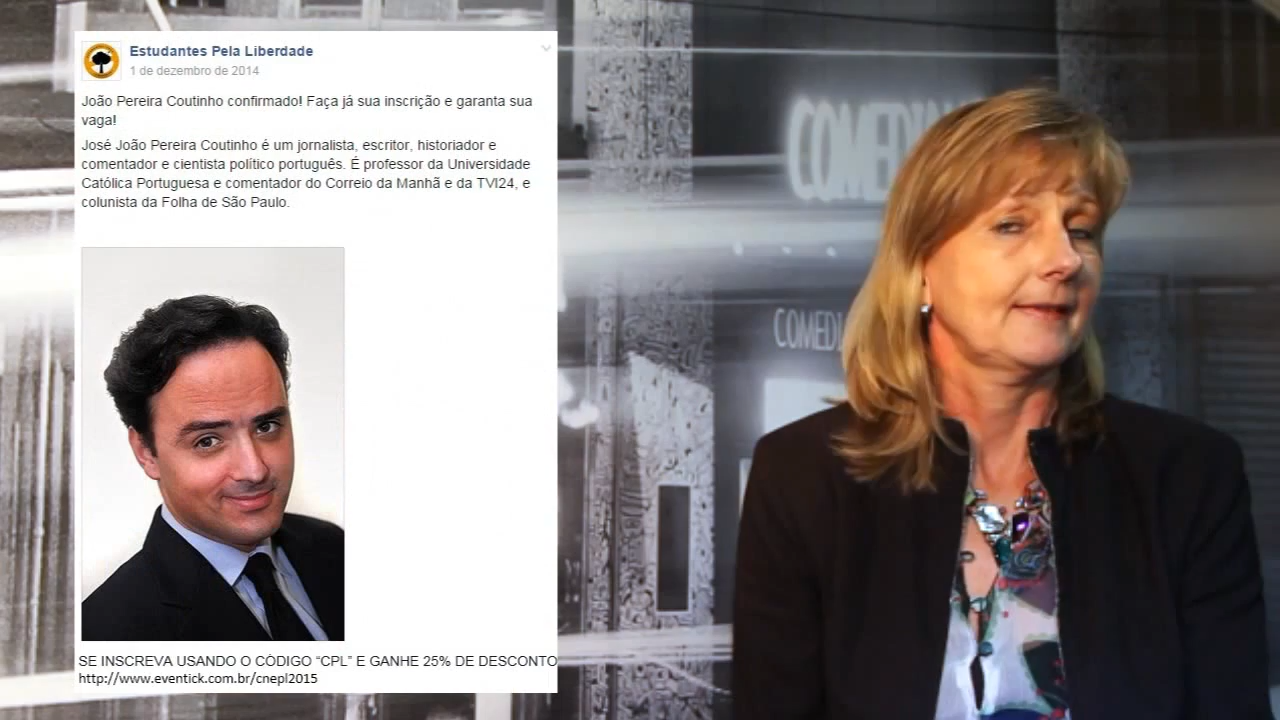 Estudantes Pela Liberdade
1 de dezembro de 2014
João Pereira Coutinho confirmado! Faça já sua inscrição e garanta sua
vaga!
José João Pereira Coutinho é um jornalista, escritor, historiador e
comentador e cientista político português. É professor da Universidade
Católica Portuguesa e comentador do Correio da Manhã e da TVI24, e
colunista da Folha de São Paulo.
SE INSCREVA USANDO O CÓDIGO “CPL” E GANHE 25% DE DESCONTO
http://www.eventick.com.br/cnepl2015